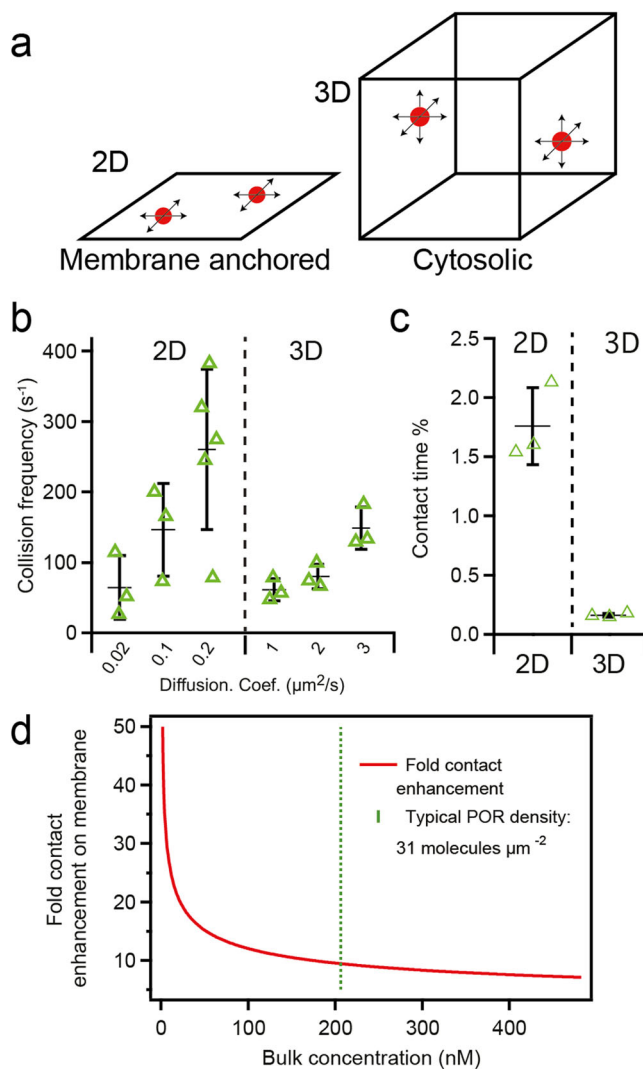 a
2D
3D
Membrane anchored
Cytosolic
b
2D
3D
Collision frequency (s⁻¹)
400
300
200
100
0
0.02
0.1
0.2
1
2
3
Diffusion. Coef. (µm²/s)
c
2D
3D
Contact time %
2.5
2.0
1.5
1.0
0.5
0.0
2D
3D
d
Fold contact
enhancement on membrane
50
40
30
20
10
Fold contact
enhancement
Typical POR density:
31 molecules µm⁻²
0
100
200
300
400
Bulk concentration (nM)